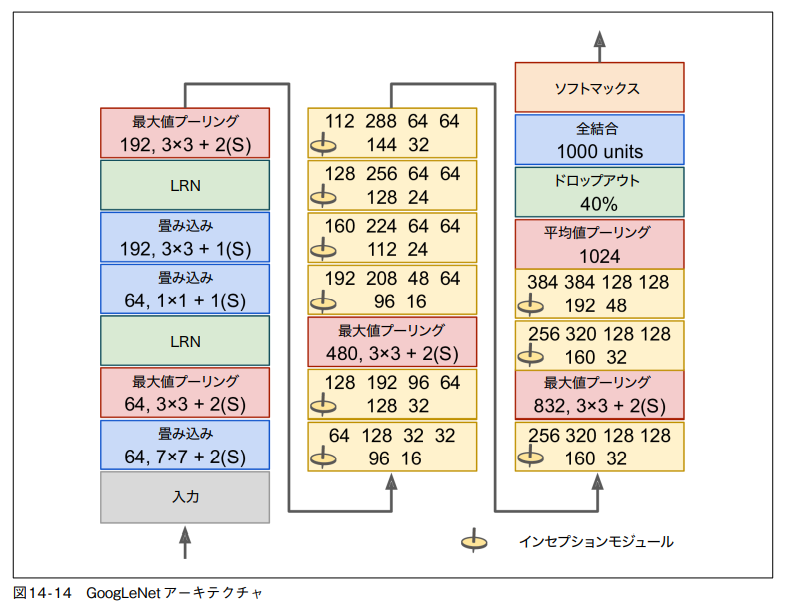 最大値プーリング
192, 3×3 + 2(S)
LRN
畳み込み
192, 3×3 + 1(S)
畳み込み
64, 1×1 + 1(S)
LRN
最大値プーリング
64, 3×3 + 2(S)
畳み込み
64, 7×7 + 2(S)
入力
112 288 64 64
144 32
128 256 64 64
128 24
160 224 64 64
112 24
192 208 48 64
96 16
最大値プーリング
480, 3×3 + 2(S)
128 192 96 64
128 32
64 128 32 32
96 16
ソフトマックス
全結合
1000 units
ドロップアウト
40%
平均値プーリング
1024
384 384 128 128
192 48
256 320 128 128
160 32
最大値プーリング
832, 3×3 + 2(S)
256 320 128 128
160 32
インセプションモジュール
図14-14 GoogLeNetアーキテクチャ